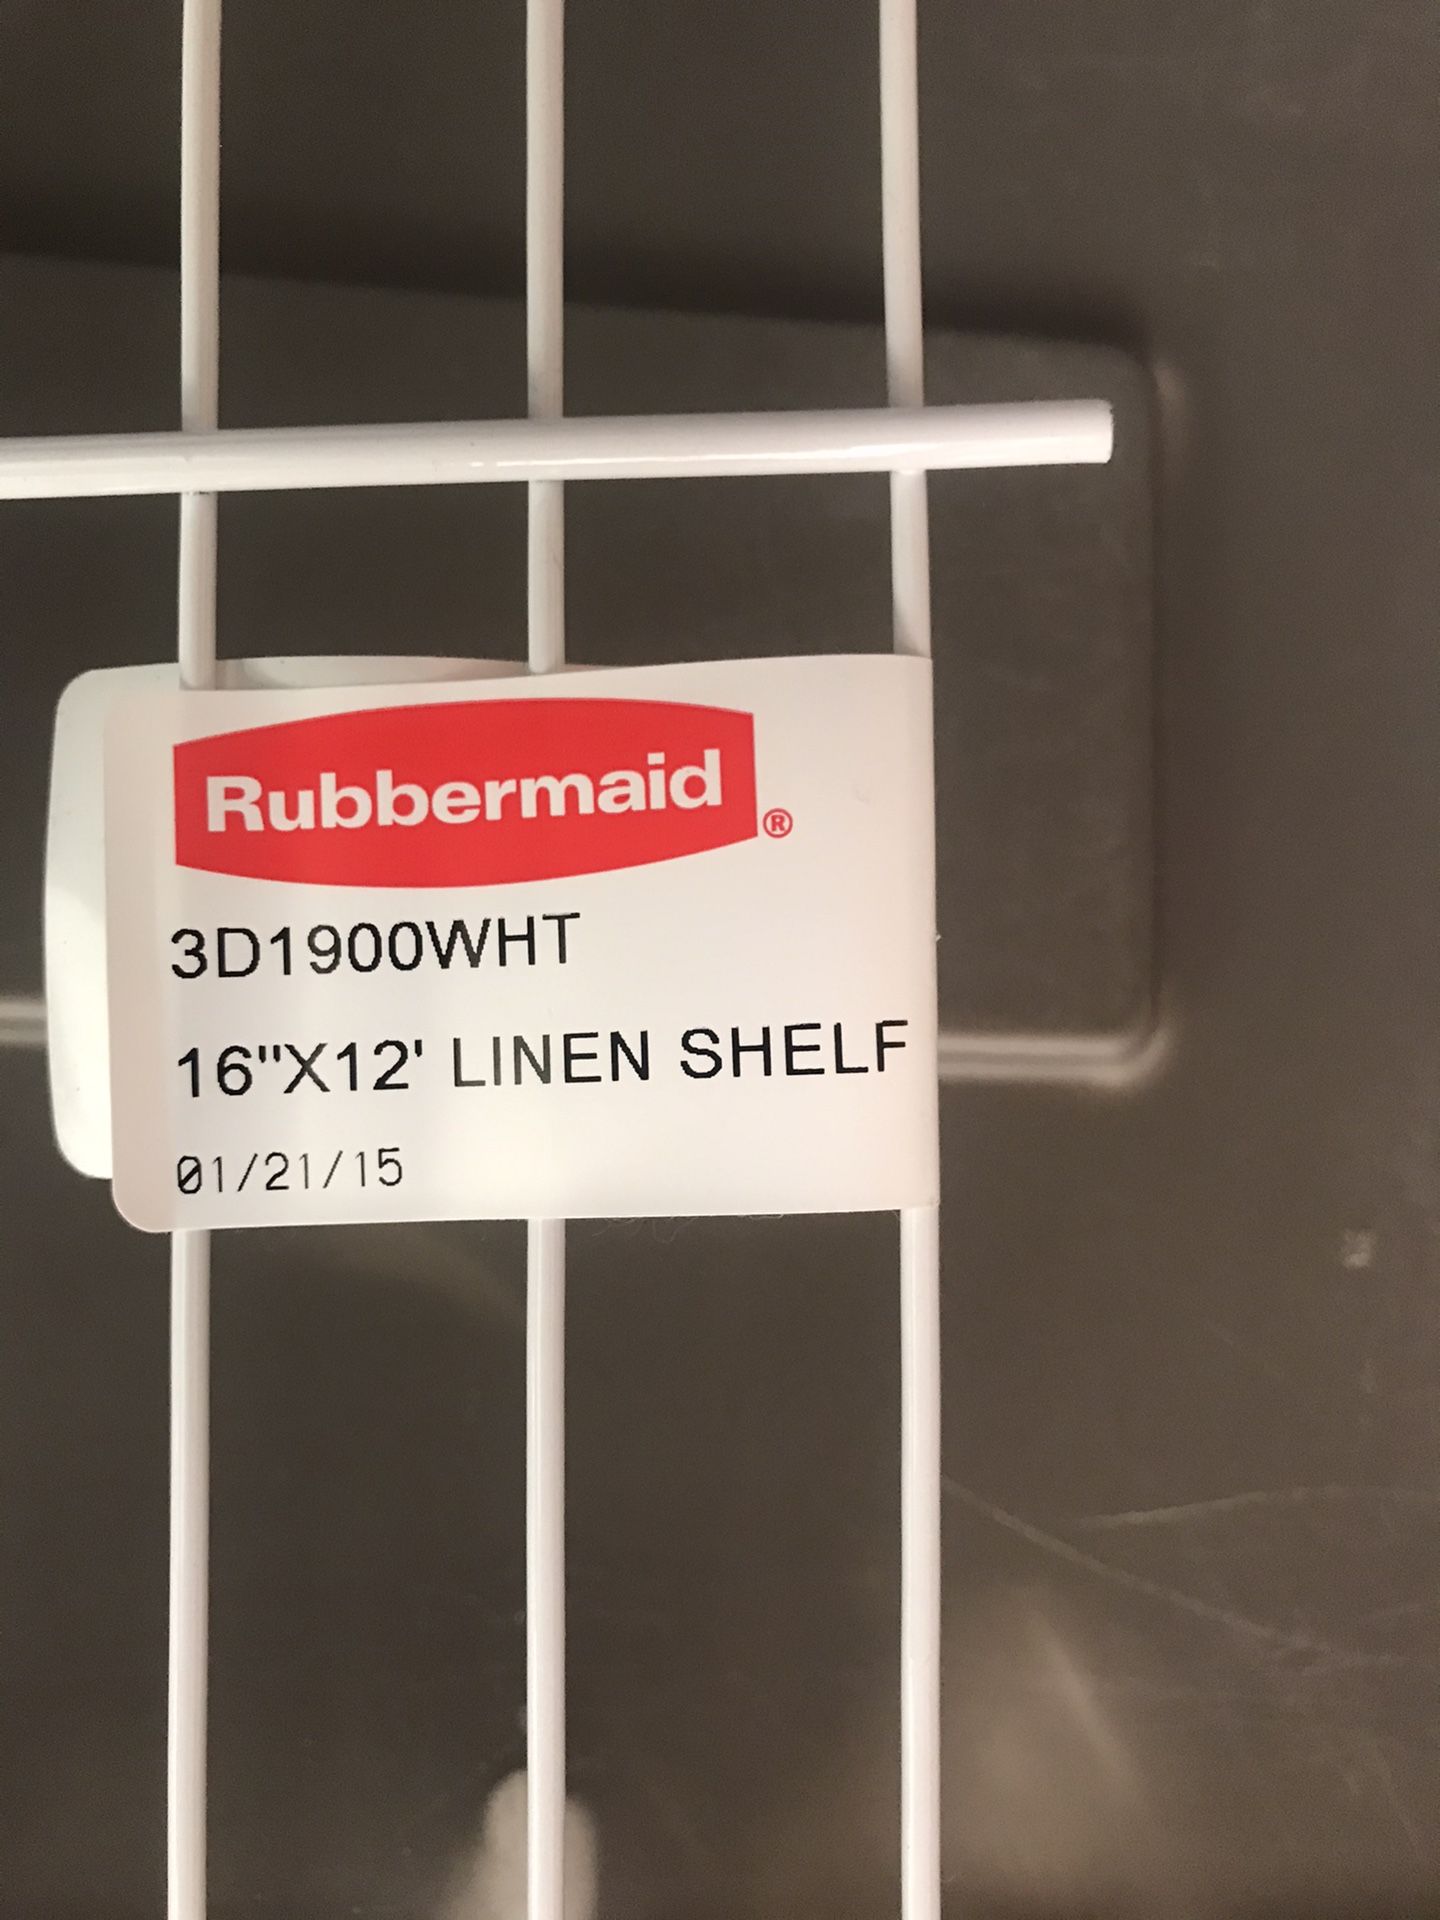 Rubbermaid®
3D1900WHT
16"X12' LINEN SHELF
01/21/15